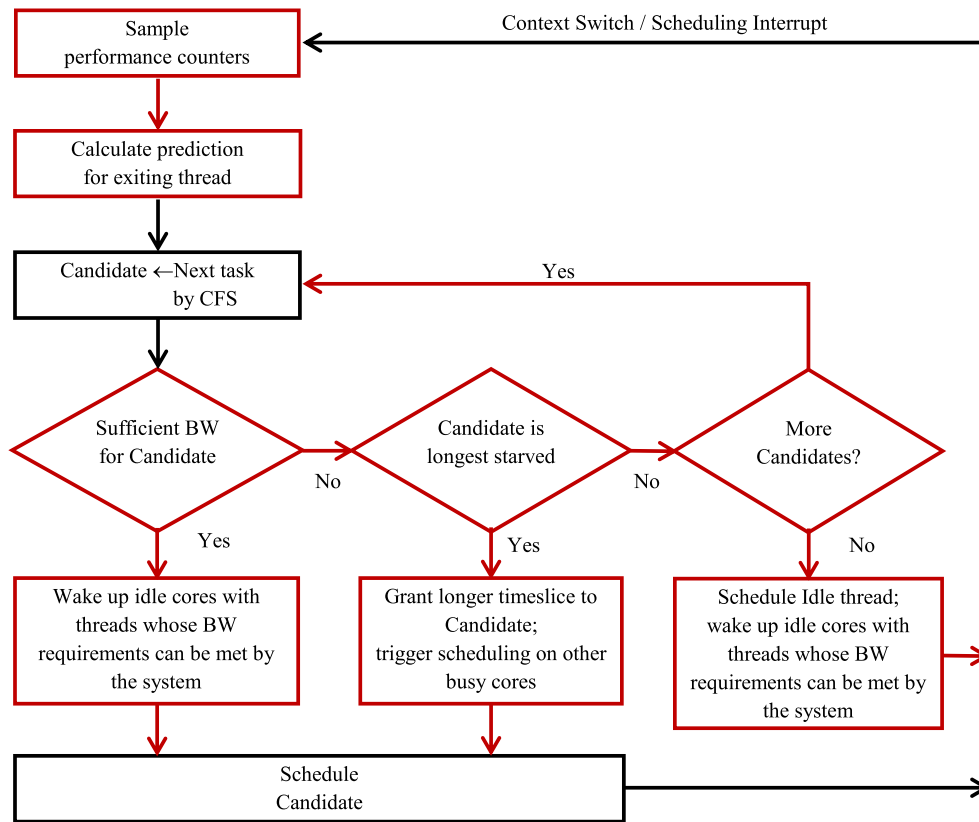 Context Switch / Scheduling Interrupt
Sample
performance counters
Calculate prediction
for exiting thread
Candidate ←Next task
by CFS
Yes
Sufficient BW
for Candidate
No
Candidate is
longest starved
No
More
Candidates?
Yes
Yes
No
Wake up idle cores with
threads whose BW
requirements can be met by
the system
Grant longer timeslice to
Candidate;
trigger scheduling on other
busy cores
Schedule Idle thread;
wake up idle cores with
threads whose BW
requirements can be met by
the system
Schedule
Candidate